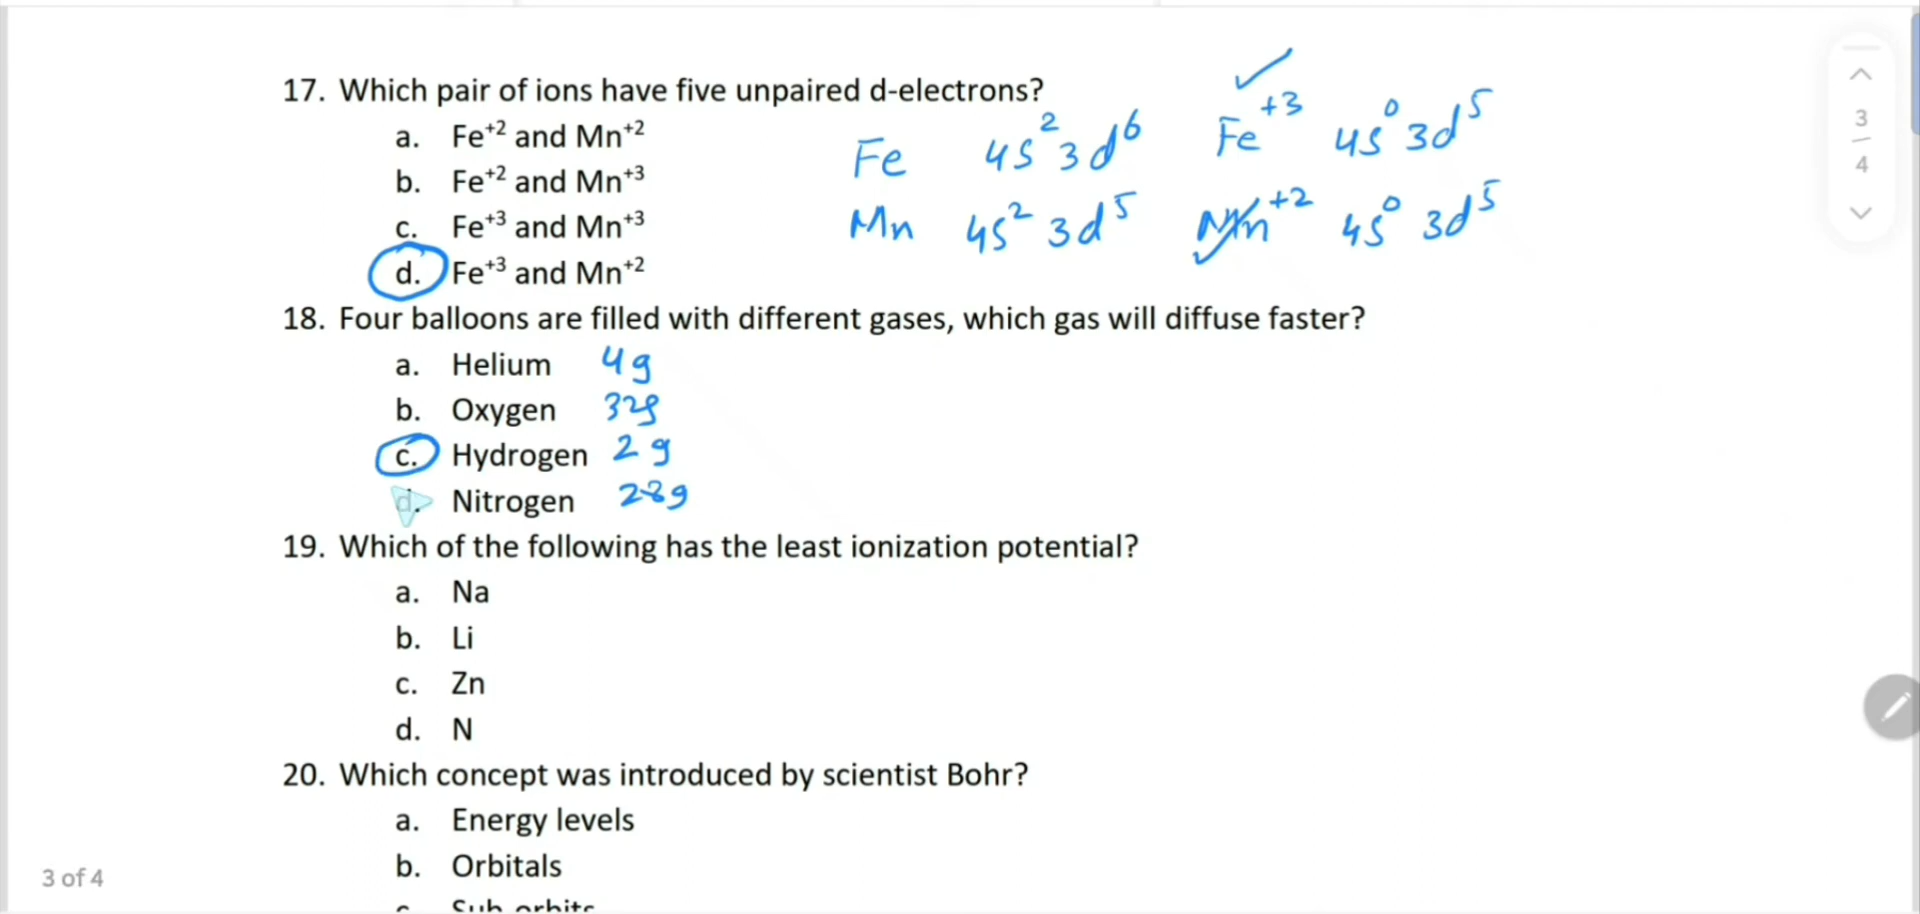 17. Which pair of ions have five unpaired d-electrons?
a. Fe+2 and Mn+2
b. Fe+2 and Mn+3
c. Fe+3 and Mn+3
d. Fe+3 and Mn+2
Fe 4s2 3d6 Fe+3 4s0 3d5
Mn 4s2 3d5 Mn+2 4s0 3d5
18. Four balloons are filled with different gases, which gas will diffuse faster?
a. Helium 4g
b. Oxygen 32g
c. Hydrogen 2g
d. Nitrogen 28g
19. Which of the following has the least ionization potential?
a. Na
b. Li
c. Zn
d. N
20. Which concept was introduced by scientist Bohr?
a. Energy levels
b. Orbitals
c. Sub orbits
3 of 4
3
4